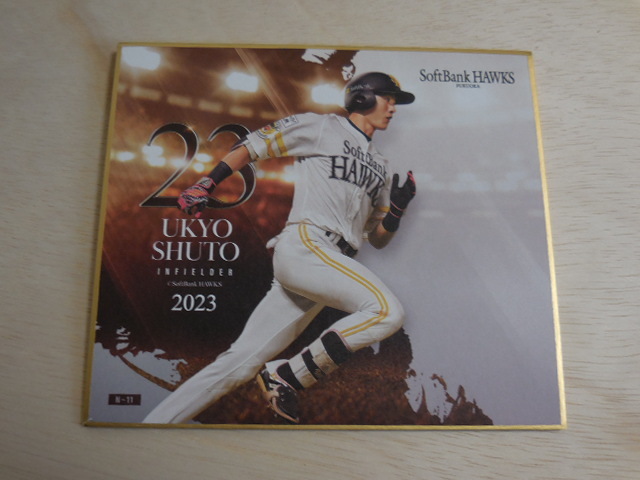 SoftBank HAWKS
FUKUOKA
SoftBank
HAWKS
23
UKYO
SHUTO
INFIELDER
©SoftBank HAWKS
2023
N-11